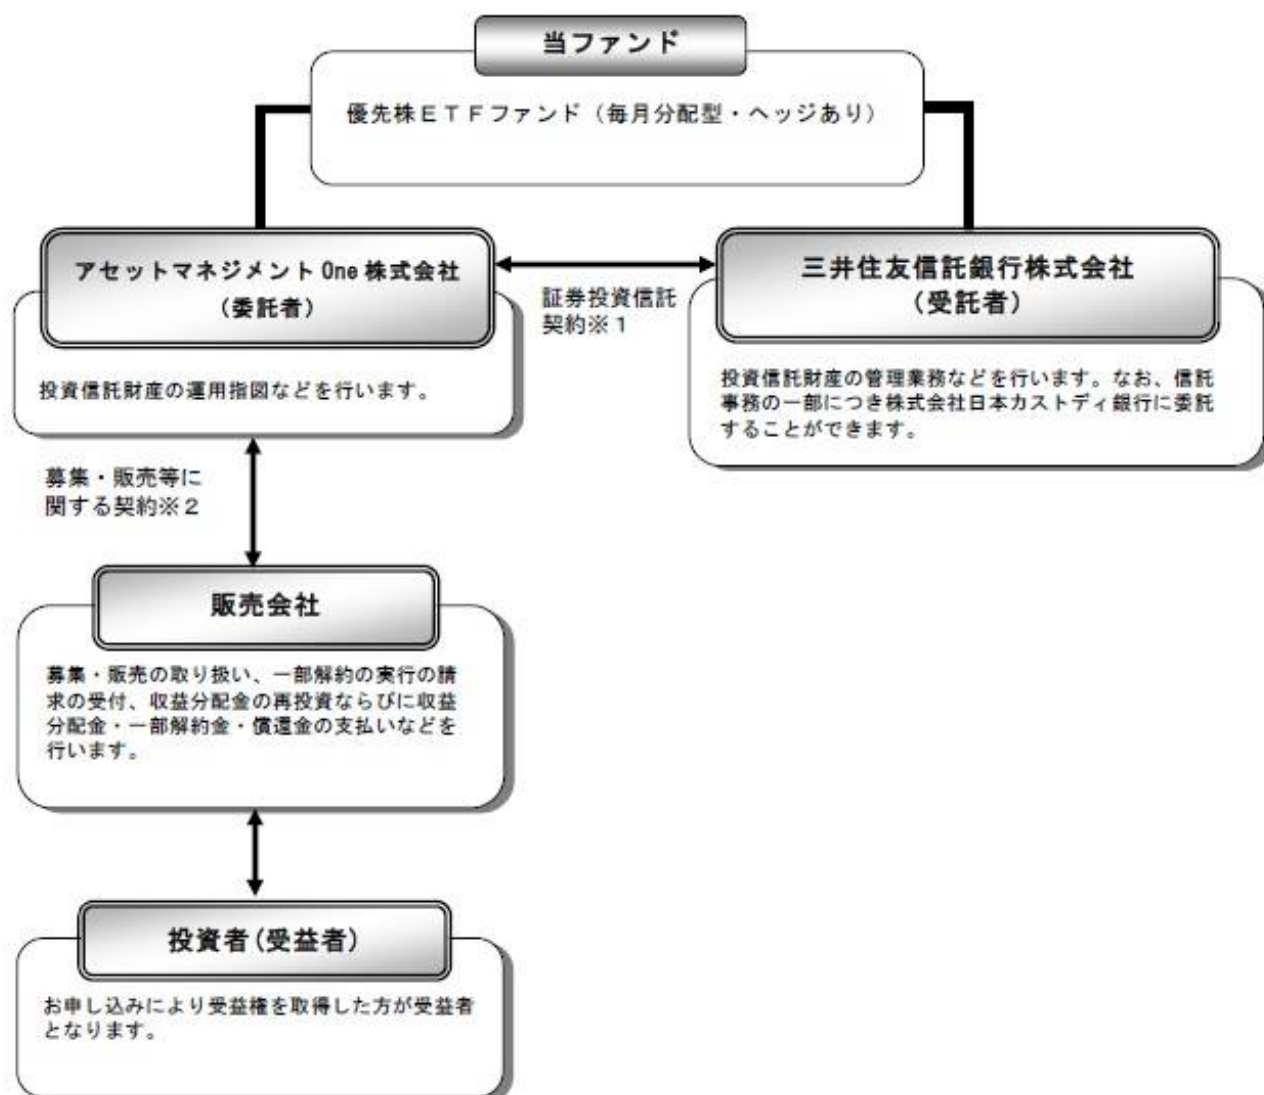 当ファンド
優先株ＥＴＦファンド（毎月分配型・ヘッジあり）
アセットマネジメント One 株式会社
（委託者）
投資信託財産の運用指図などを行います。
証券投資信託
契約※１
三井住友信託銀行株式会社
（受託者）
投資信託財産の管理業務などを行います。なお、信託
事務の一部につき株式会社日本カストディ銀行に委託
することができます。
募集・販売等に
関する契約※２
販売会社
募集・販売の取り扱い、一部解約の実行の請
求の受付、収益分配金の再投資ならびに収益
分配金・一部解約金・償還金の支払いなどを
行います。
投資者(受益者)
お申し込みにより受益権を取得した方が受益者
となります。